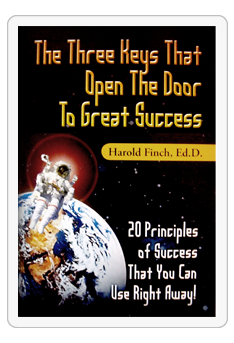 The Three Keys That
Open The Door
To Great Success
Harold Finch, Ed.D.
20 Principles
of Success
That You Can
Use Right Away!